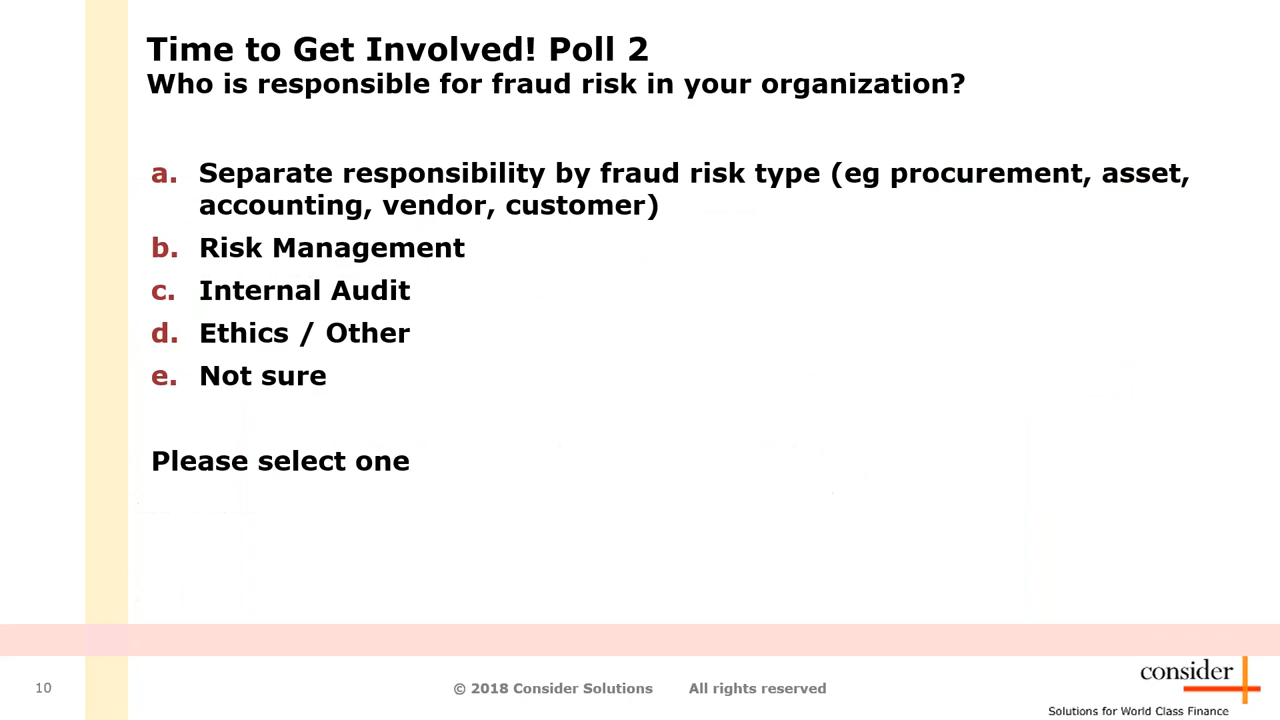 Time to Get Involved! Poll 2
Who is responsible for fraud risk in your organization?
a. Separate responsibility by fraud risk type (eg procurement, asset,
accounting, vendor, customer)
b. Risk Management
c. Internal Audit
d. Ethics / Other
e. Not sure
Please select one
10
© 2018 Consider Solutions All rights reserved
consider
Solutions for World Class Finance